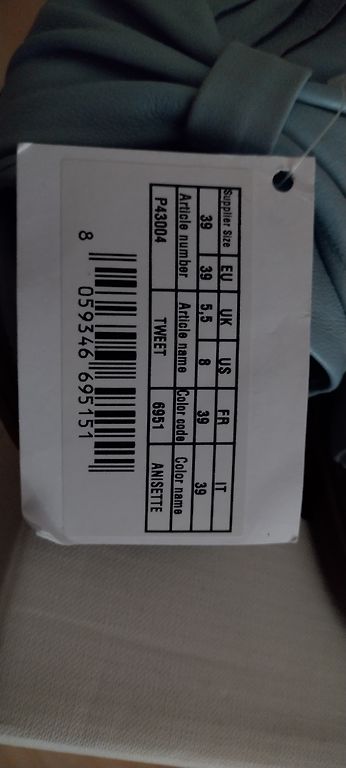 Supplier Size EU UK US FR IT
39 39 5,5 8 39 39
Article number Article name Color code Color name
P43004 TWEET 6951 ANISETTE
8 059346 695151